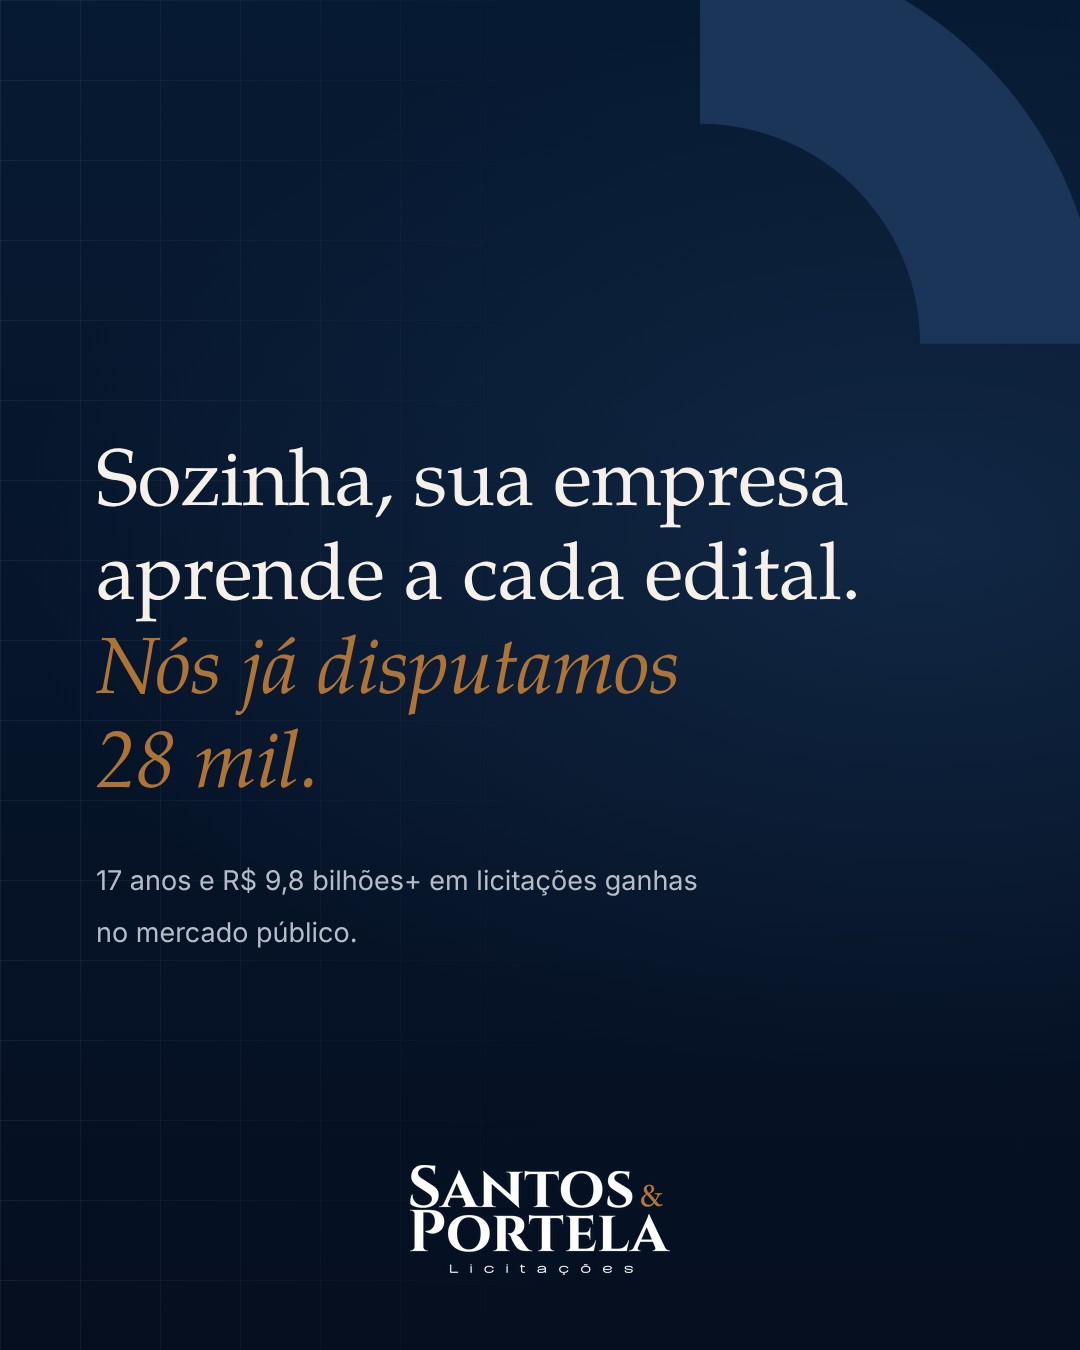 Sozinha, sua empresa
aprende a cada edital.
Nós já disputamos
28 mil.
17 anos e R$ 9,8 bilhões+ em licitações ganhas
no mercado público.
SANTOS &
PORTELA
Licitações